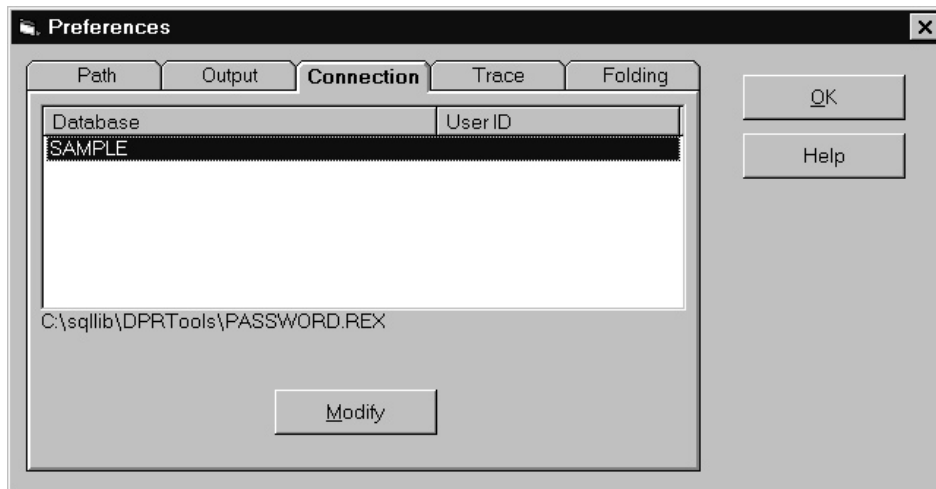 Preferences
Path Output Connection Trace Folding
OK
Database User ID
SAMPLE
Help
C:\sqllib\DPRTools\PASSWORD.REX
Modify